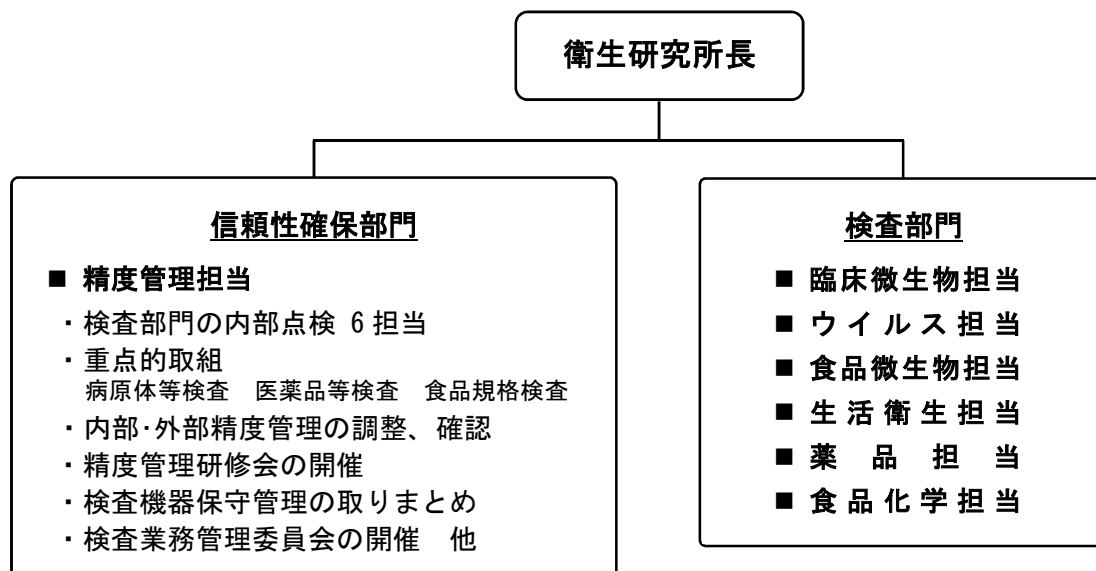 衛生研究所長
信頼性確保部門
■ 精度管理担当
・検査部門の内部点検 6 担当
・重点的取組
病原体等検査　医薬品等検査　食品規格検査
・内部･外部精度管理の調整、確認
・精度管理研修会の開催
・検査機器保守管理の取りまとめ
・検査業務管理委員会の開催　他
検査部門
■ 臨床微生物担当
■ ウイルス担当
■ 食品微生物担当
■ 生活衛生担当
■ 薬品担当
■ 食品化学担当